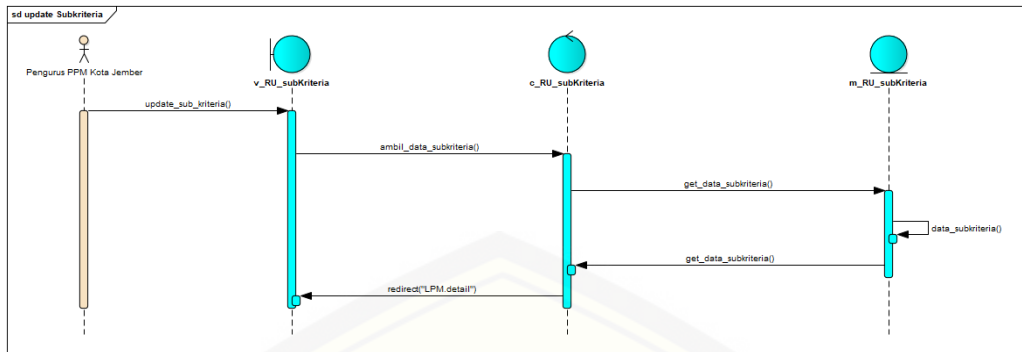 sd update Subkriteria
Pengurus PPM Kota Jember
v_RU_subKriteria
c_RU_subKriteria
m_RU_subKriteria
update_sub_kriteria()
ambil_data_subkriteria()
get_data_subkriteria()
data_subkriteria()
get_data_subkriteria()
redirect("LPM.detail")